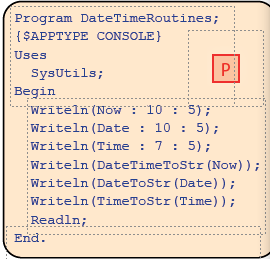 Program DateTimeRoutines;
{$APPTYPE CONSOLE}
Uses
  SysUtils;
P
Begin
  Writeln(Now : 10 : 5);
  Writeln(Date : 10 : 5);
  Writeln(Time : 7 : 5);
  Writeln(DateTimeToStr(Now));
  Writeln(DateToStr(Date));
  Writeln(TimeToStr(Time));
  Readln;
End.